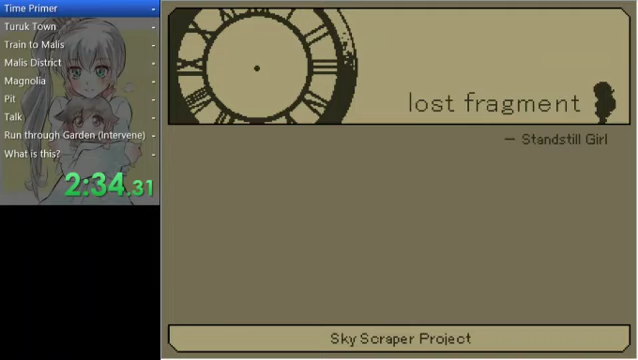 Time Primer -
Turuk Town -
Train to Malis -
Malis District -
Magnolia -
Pit -
Talk -
Run through Garden (Intervene) -
What is this? -
2:34.31
lost fragment
— Standstill Girl
Sky Scraper Project